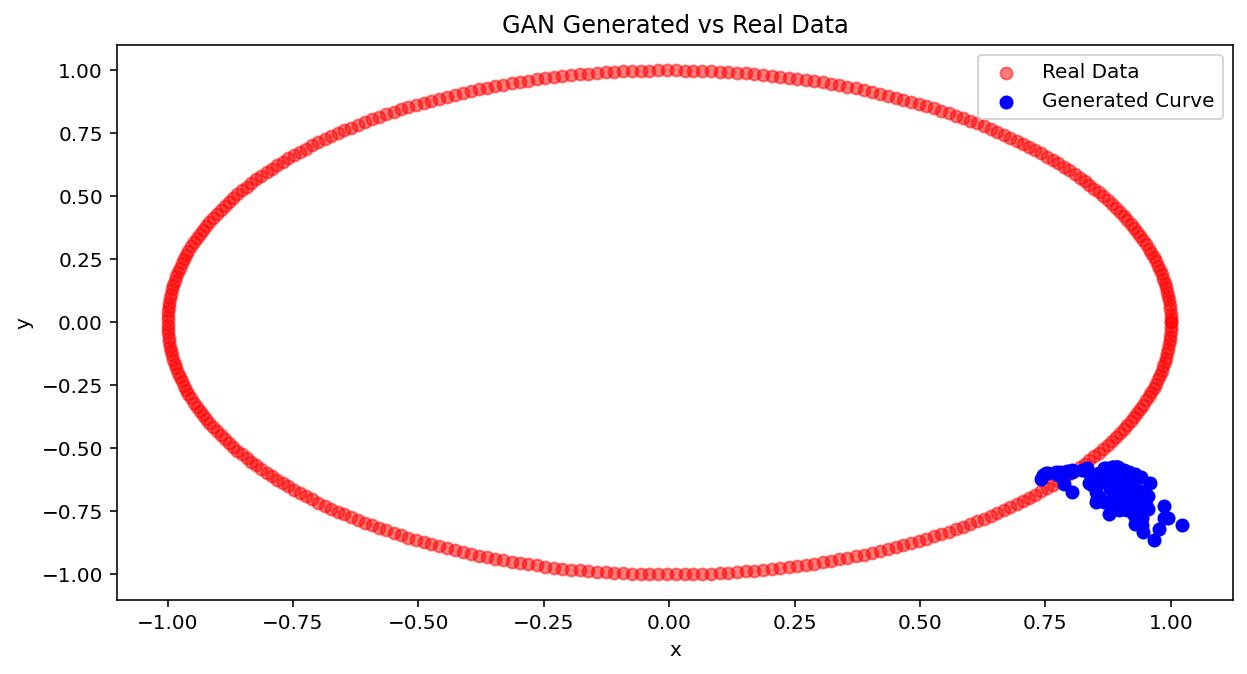 GAN Generated vs Real Data
Real Data
Generated Curve
1.00
0.75
0.50
0.25
0.00
−0.25
−0.50
−0.75
−1.00
y
−1.00 −0.75 −0.50 −0.25 0.00 0.25 0.50 0.75 1.00
x